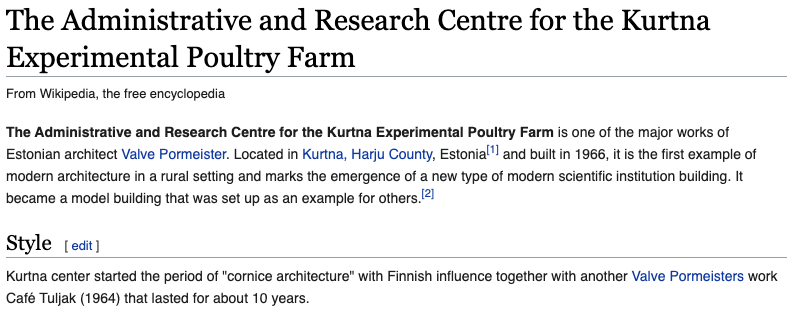 The Administrative and Research Centre for the Kurtna
Experimental Poultry Farm
From Wikipedia, the free encyclopedia
The Administrative and Research Centre for the Kurtna Experimental Poultry Farm is one of the major works of
Estonian architect Valve Pormeister. Located in Kurtna, Harju County, Estonia[1] and built in 1966, it is the first example of
modern architecture in a rural setting and marks the emergence of a new type of modern scientific institution building. It
became a model building that was set up as an example for others.[2]
Style [ edit ]
Kurtna center started the period of "cornice architecture" with Finnish influence together with another Valve Pormeisters work
Café Tuljak (1964) that lasted for about 10 years.